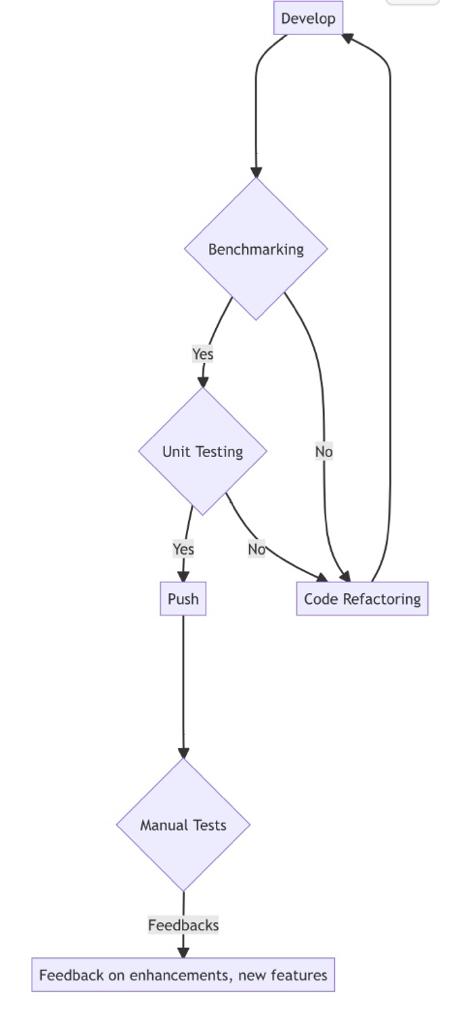 Develop
Benchmarking
Yes
Unit Testing
No
Yes
No
Push
Code Refactoring
Manual Tests
Feedbacks
Feedback on enhancements, new features